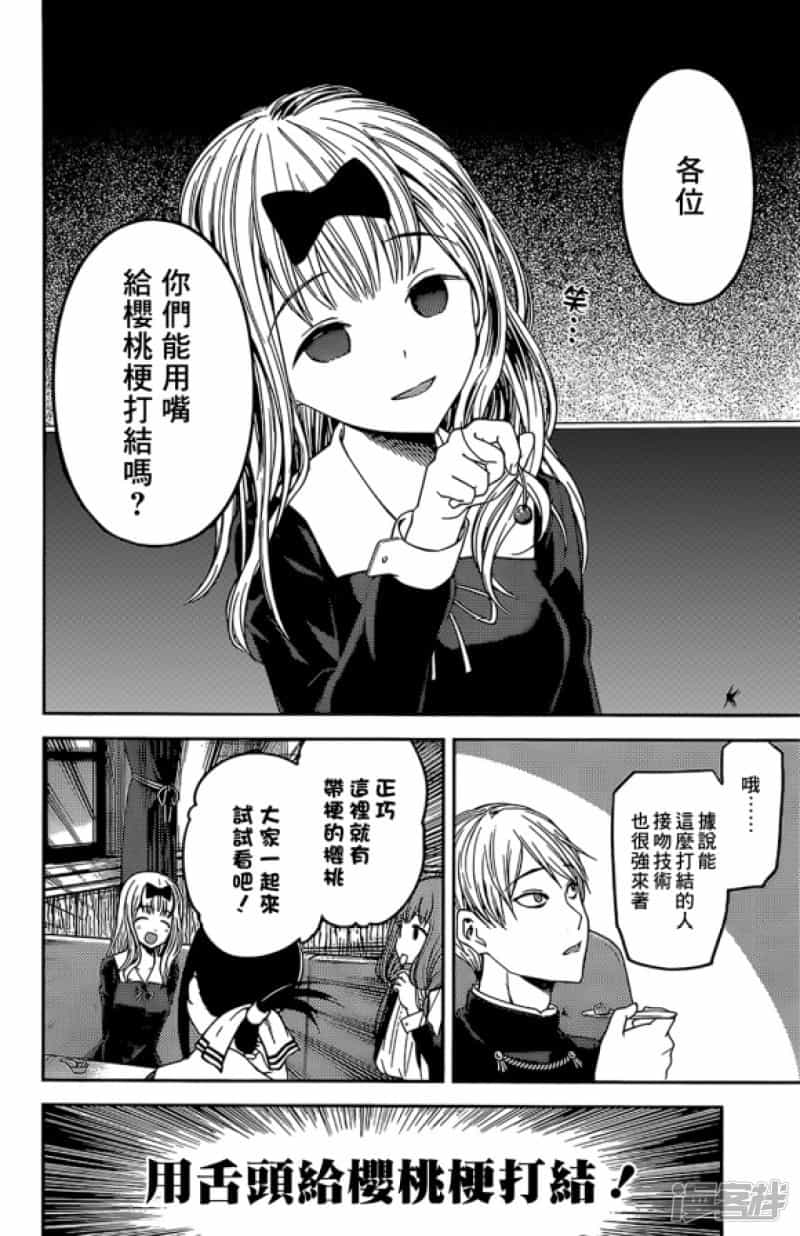 各位
笑…
你們能用嘴
給櫻桃梗打結嗎？
哦……
據說能
這麼打結的人
接吻技術
也很強來著
正巧
這裡就有
帶梗的櫻桃
大家一起來
試試看吧！
用舌頭給櫻桃梗打結！
漫客栈